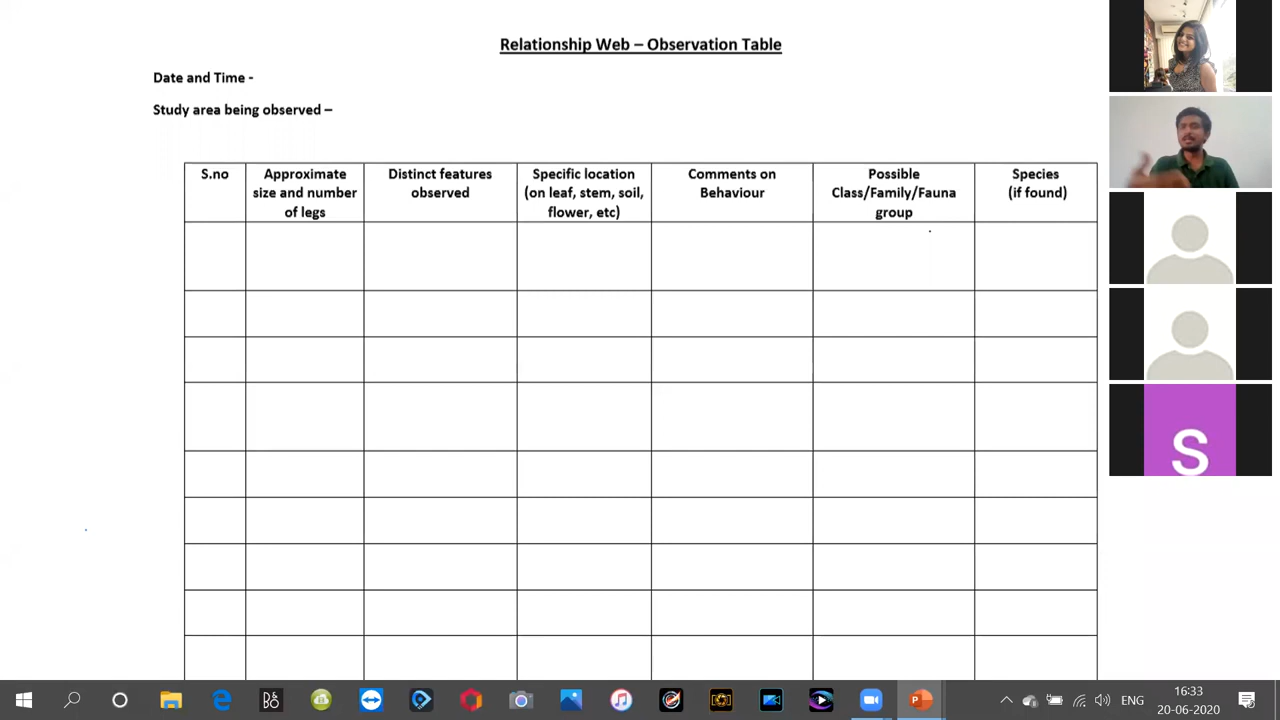 Relationship Web – Observation Table
Date and Time -
Study area being observed –
S.no
Approximate
size and number
of legs
Distinct features
observed
Specific location
(on leaf, stem, soil,
flower, etc)
Comments on
Behaviour
Possible
Class/Family/Fauna
group
Species
(if found)
S
B&O
ENG
16:33
20-06-2020